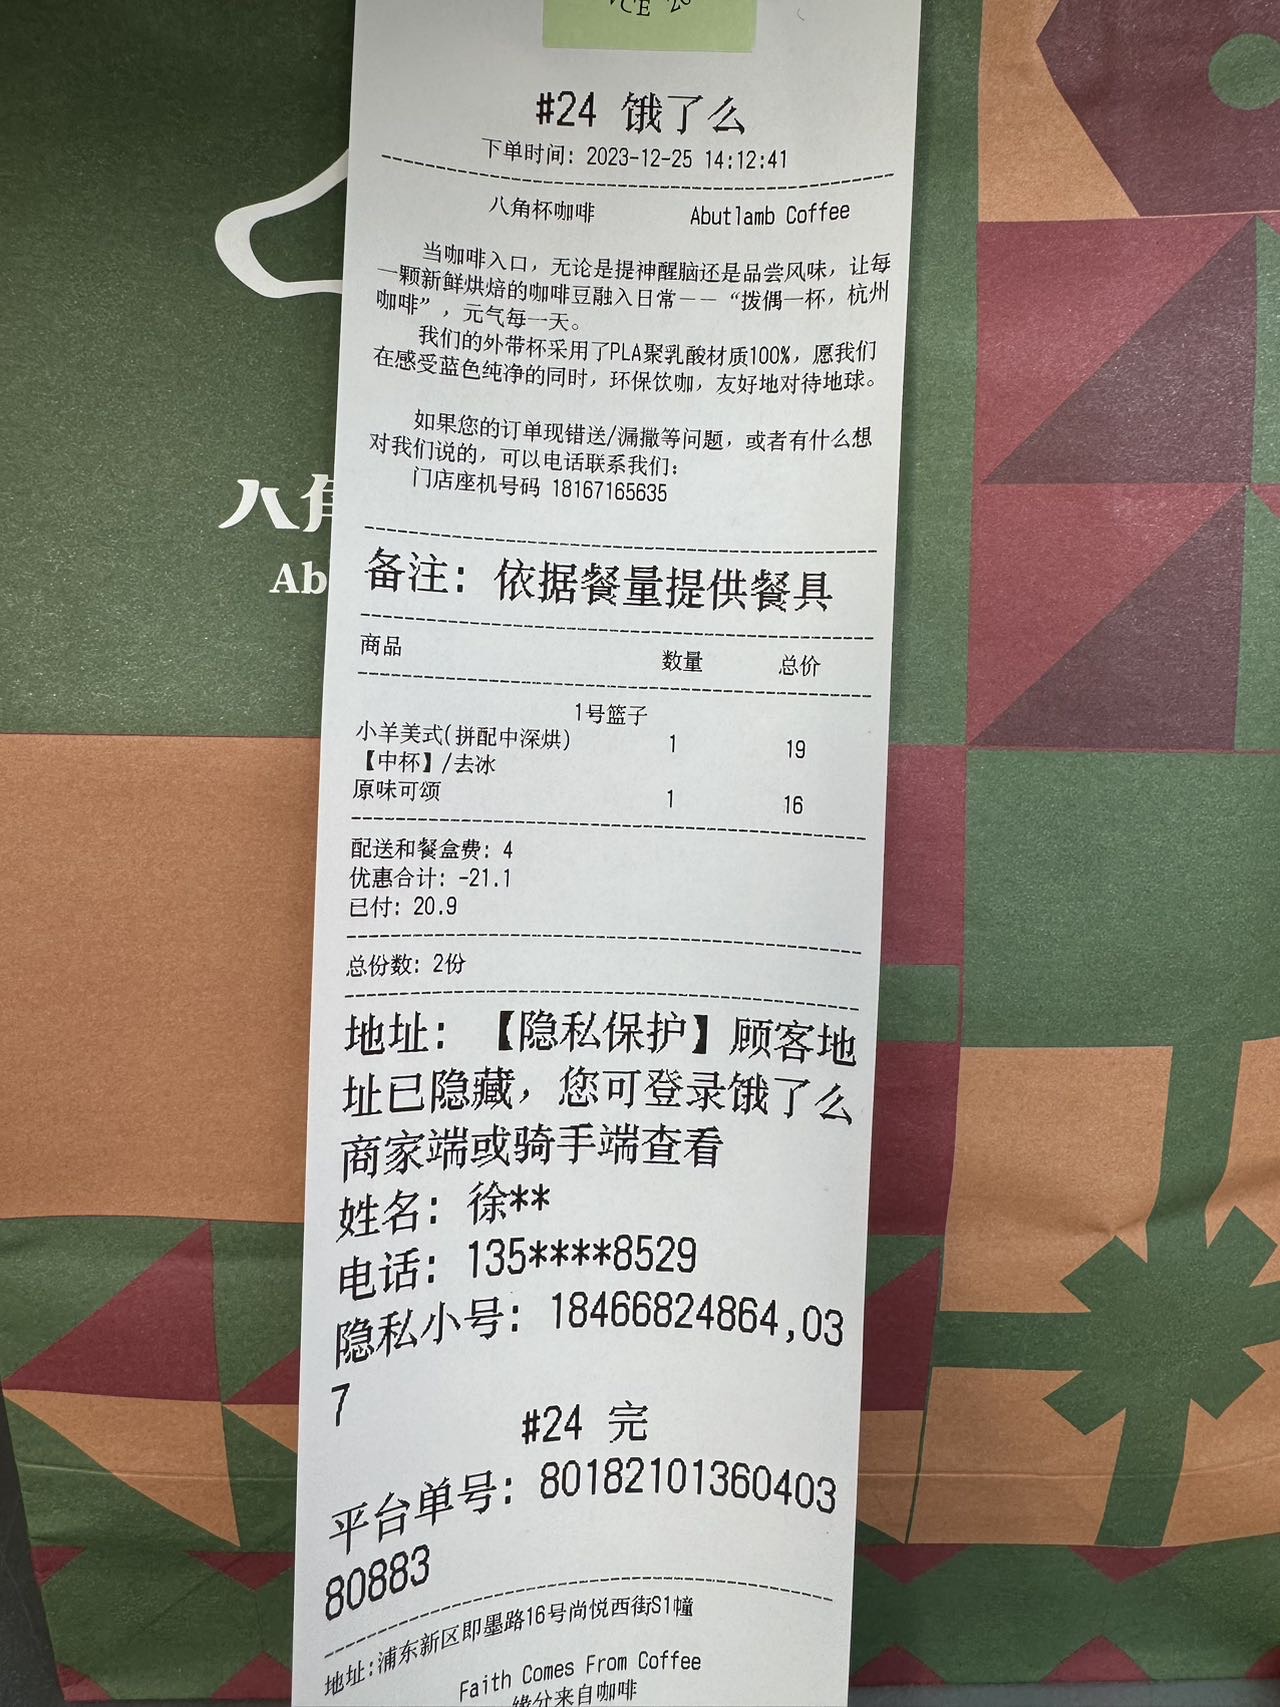 #24 饿了么
下单时间: 2023-12-25 14:12:41
八角杯咖啡 Abutlamb Coffee
当咖啡入口，无论是提神醒脑还是品尝风味，让每
一颗新鲜烘焙的咖啡豆融入日常——“拨偶一杯，杭州
咖啡”，元气每一天。
我们的外带杯采用了PLA聚乳酸材质100%，愿我们
在感受蓝色纯净的同时，环保饮咖，友好地对待地球。
如果您的订单现错送/漏撒等问题，或者有什么想
对我们说的，可以电话联系我们:
门店座机号码 18167165635
备注: 依据餐量提供餐具
商品 数量 总价
1号篮子
小羊美式(拼配中深烘) 1 19
【中杯】/去冰
原味可颂 1 16
配送和餐盒费: 4
优惠合计: -21.1
已付: 20.9
总份数: 2份
地址: 【隐私保护】顾客地
址已隐藏，您可登录饿了么
商家端或骑手端查看
姓名: 徐**
电话: 135****8529
隐私小号: 18466824864,03
7
#24 完
平台单号: 80182101360403
80883
地址:浦东新区即墨路16号尚悦西街S1幢
Faith Comes From Coffee
缘分来自咖啡
八角
Ab